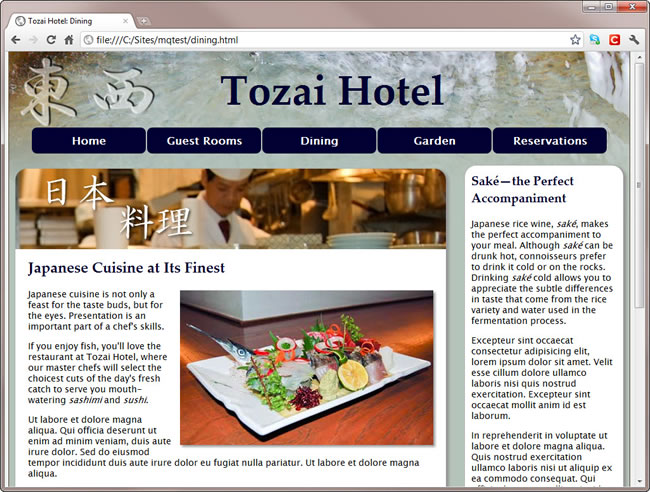 Tozai Hotel: Dining
file:///C:/Sites/mqtest/dining.html
東西
Tozai Hotel
Home
Guest Rooms
Dining
Garden
Reservations
日本
料理
Japanese Cuisine at Its Finest
Japanese cuisine is not only a
feast for the taste buds, but for
the eyes. Presentation is an
important part of a chef's skills.
If you enjoy fish, you'll love the
restaurant at Tozai Hotel, where
our master chefs will select the
choicest cuts of the day's fresh
catch to serve you mouth-
watering sashimi and sushi.
Ut labore et dolore magna
aliqua. Qui officia deserunt ut
enim ad minim veniam, duis aute
irure dolor. Sed do eiusmod
tempor incididunt duis aute irure dolor eu fugiat nulla pariatur. Ut labore et dolore magna
aliqua.
Saké—the Perfect
Accompaniment
Japanese rice wine, saké, makes
the perfect accompaniment to
your meal. Although saké can be
drunk hot, connoisseurs prefer
to drink it cold or on the rocks.
Drinking saké cold allows you to
appreciate the subtle differences
in taste that come from the rice
variety and water used in the
fermentation process.
Excepteur sint occaecat
consectetur adipisicing elit,
lorem ipsum dolor sit amet. Velit
esse cillum dolore ullamco
laboris nisi quis nostrud
exercitation. Excepteur sint
occaecat mollit anim id est
laborum.
In reprehenderit in voluptate ut
labore et dolore magna aliqua.
Quis nostrud exercitation
ullamco laboris nisi ut aliquip ex
ea commodo consequat. Qui